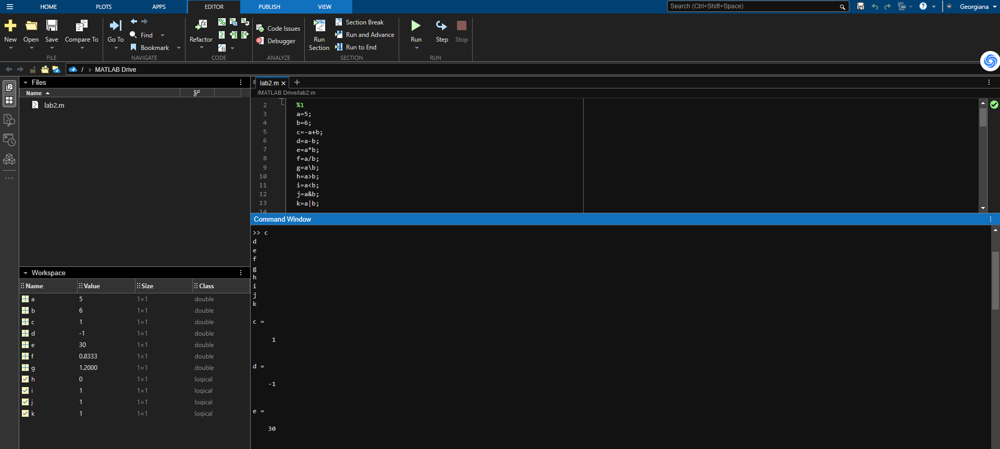 HOME PLOTS APPS EDITOR PUBLISH VIEW Search (Ctrl+Shift+Space) Georgiana
New Open Save Compare To
FILE
Go To Find Bookmark
NAVIGATE
Refactor
CODE
Code Issues
Debugger
ANALYZE
Run Section
Section Break
Run and Advance
Run to End
SECTION
Run Step Stop
RUN
/ > MATLAB Drive
Files
Name
lab2.m
lab2.m
/MATLAB Drive/lab2.m
2 %1
3 a=5;
4 b=6;
5 c=-a+b;
6 d=a-b;
7 e=a*b;
8 f=a/b;
9 g=a\b;
10 h=a>b;
11 i=a<b;
12 j=a&b;
13 k=a|b;
14
Workspace
Name Value Size Class
a 5 1×1 double
b 6 1×1 double
c 1 1×1 double
d -1 1×1 double
e 30 1×1 double
f 0.8333 1×1 double
g 1.2000 1×1 double
h 0 1×1 logical
i 1 1×1 logical
j 1 1×1 logical
k 1 1×1 logical
Command Window
>> c
d
e
f
g
h
i
j
k
c =
1
d =
-1
e =
30